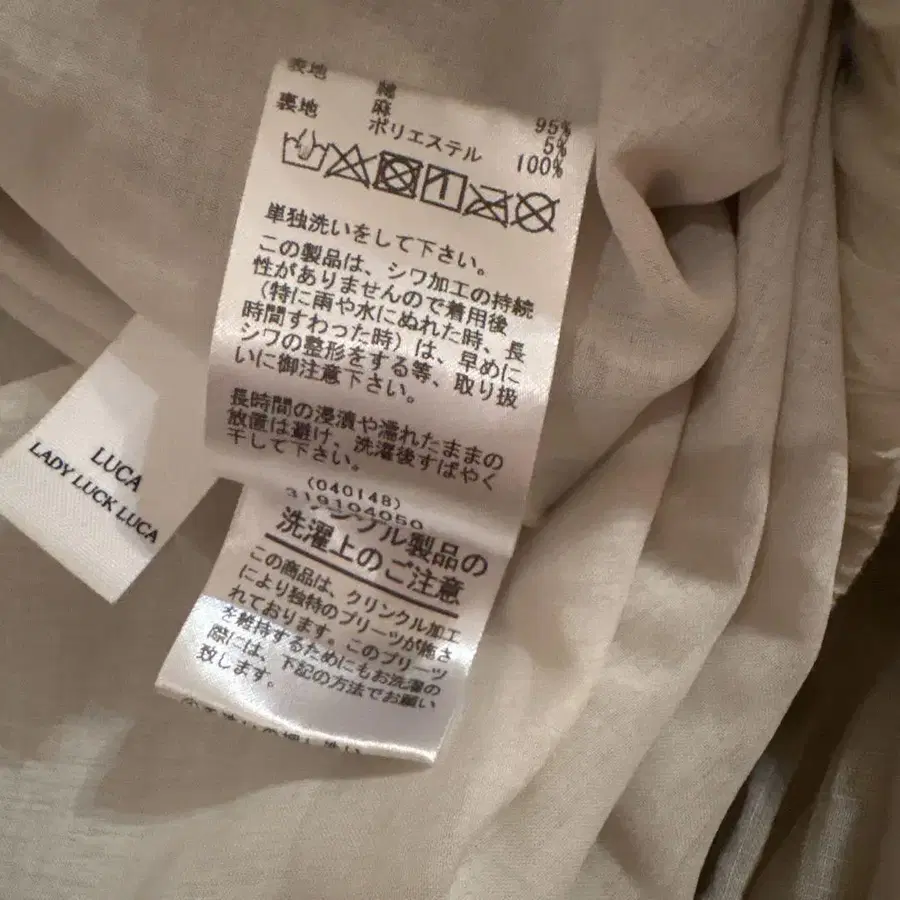 表地 綿 95%
麻 5%
裏地 ポリエステル 100%
単独洗いをして下さい。
この製品は、シワ加工の持続
性がありませんので着用後
（特に雨や水にぬれた時、長
時間すわった時）は、早めに
シワの整形をする等、取り扱
いに御注意下さい。
長時間の浸漬や濡れたままの
放置は避け、洗濯後すばやく
干して下さい。
(040148)
319104050
ンクル製品の
洗濯上のご注意
この商品は、クリンクル加工
により独特のプリーツが施さ
れております。このプリーツ
を維持するためにもお洗濯の
際には、下記の方法でお願い
致します。
LUCA
LADY LUCK LUCA